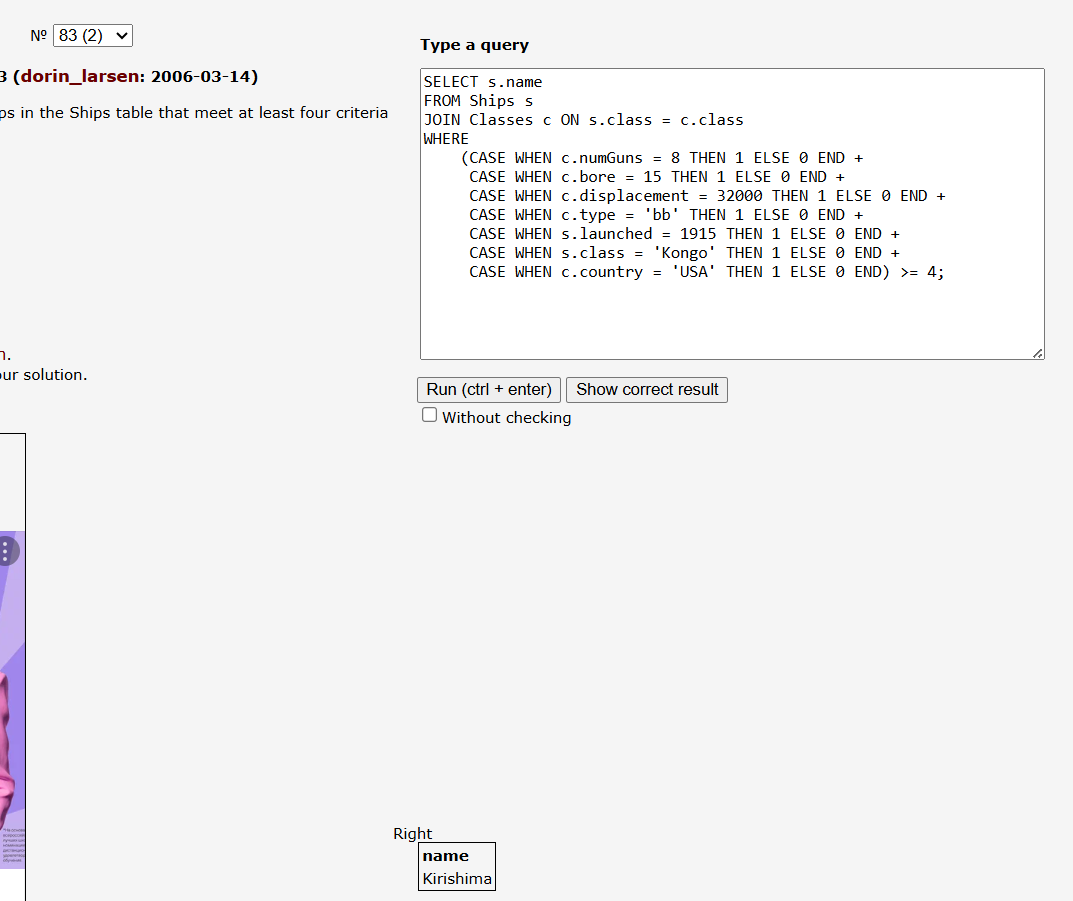 № 83 (2)
3 (dorin_larsen: 2006-03-14)
ps in the Ships table that meet at least four criteria
n.
our solution.
Type a query
SELECT s.name
FROM Ships s
JOIN Classes c ON s.class = c.class
WHERE
(CASE WHEN c.numGuns = 8 THEN 1 ELSE 0 END +
CASE WHEN c.bore = 15 THEN 1 ELSE 0 END +
CASE WHEN c.displacement = 32000 THEN 1 ELSE 0 END +
CASE WHEN c.type = 'bb' THEN 1 ELSE 0 END +
CASE WHEN s.launched = 1915 THEN 1 ELSE 0 END +
CASE WHEN s.class = 'Kongo' THEN 1 ELSE 0 END +
CASE WHEN c.country = 'USA' THEN 1 ELSE 0 END) >= 4;
Run (ctrl + enter) Show correct result
Without checking
Right
name
Kirishima